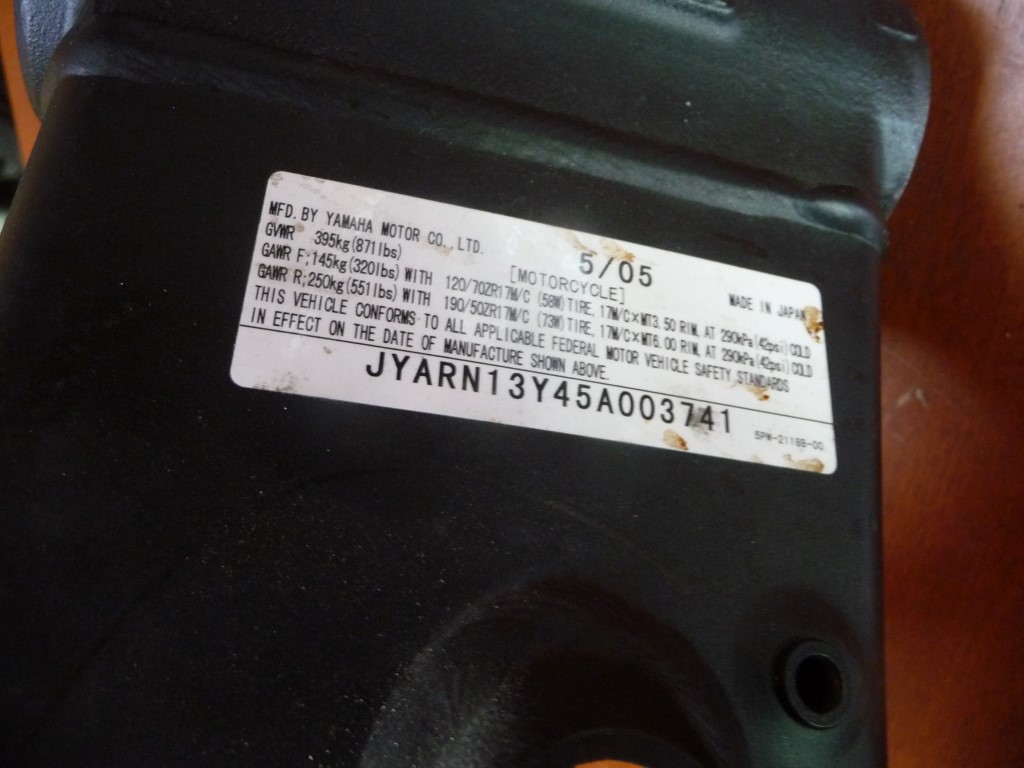 MFD. BY YAMAHA MOTOR CO. LTD. 5/05 MADE IN JAPAN
GVWR 395kg(871lbs) [MOTORCYCLE]
GAWR F;145kg(320lbs) WITH 120/70ZR17M/C (58W) TIRE, 17M/C×MT3.50 RIM, AT 290kPa(42psi) COLD
GAWR R;250kg(551lbs) WITH 190/50ZR17M/C (73W) TIRE, 17M/C×MT6.00 RIM, AT 290kPa(42psi) COLD
THIS VEHICLE CONFORMS TO ALL APPLICABLE FEDERAL MOTOR VEHICLE SAFETY STANDARDS
IN EFFECT ON THE DATE OF MANUFACTURE SHOWN ABOVE.
JYARN13Y45A003741
5PW-2118B-00